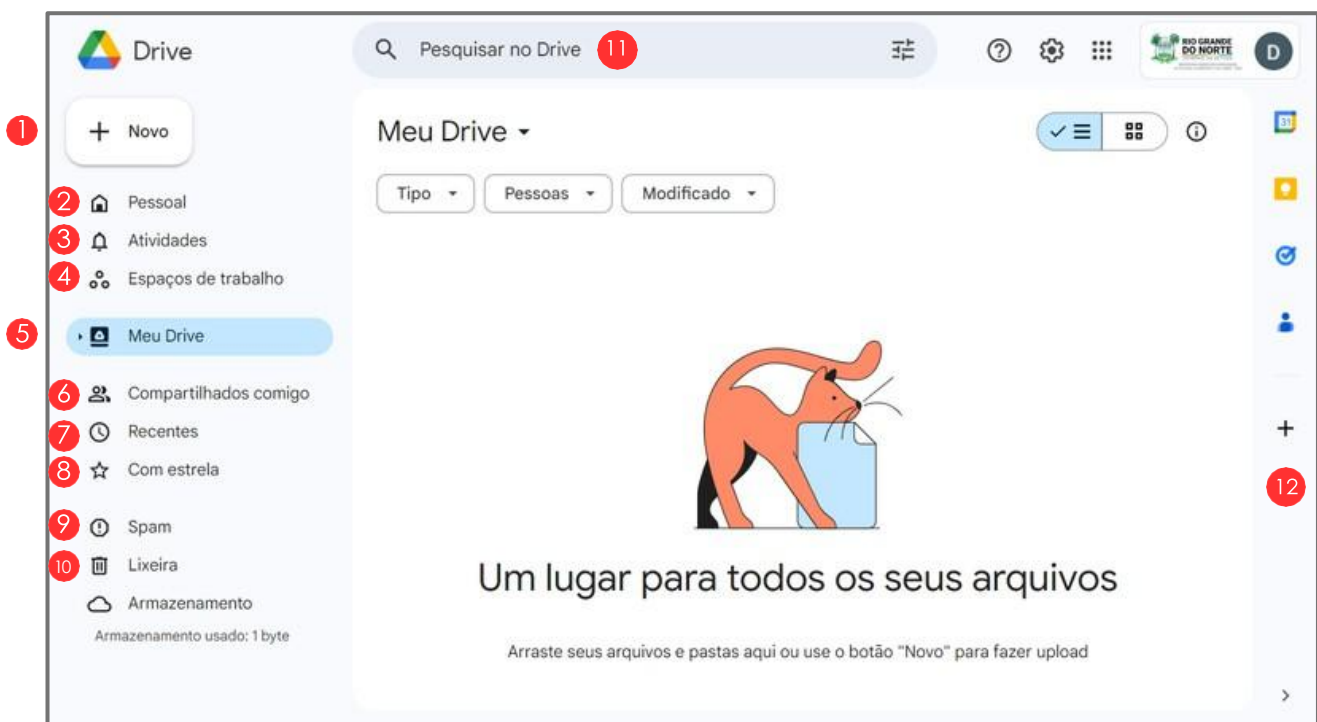 Drive
Pesquisar no Drive 11
RIO GRANDE
DO NORTE
D
1 + Novo
Meu Drive
31
Tipo Pessoas Modificado
2 Pessoal
3 Atividades
4 Espaços de trabalho
5 Meu Drive
6 Compartilhados comigo
7 Recentes
8 Com estrela
12
9 Spam
10 Lixeira
Armazenamento
Armazenamento usado: 1 byte
Um lugar para todos os seus arquivos
Arraste seus arquivos e pastas aqui ou use o botão "Novo" para fazer upload